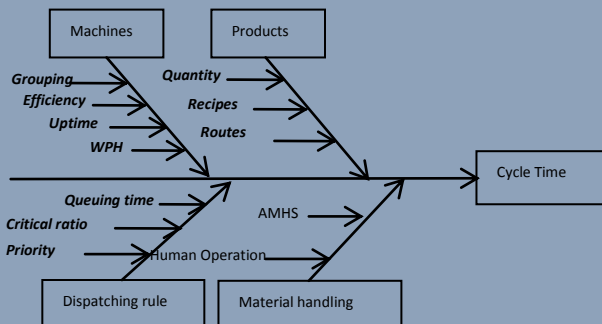 Machines
Products
Grouping
Quantity
Efficiency
Recipes
Uptime
Routes
WPH
Cycle Time
Queuing time
AMHS
Critical ratio
Priority
Human Operation
Dispatching rule
Material handling